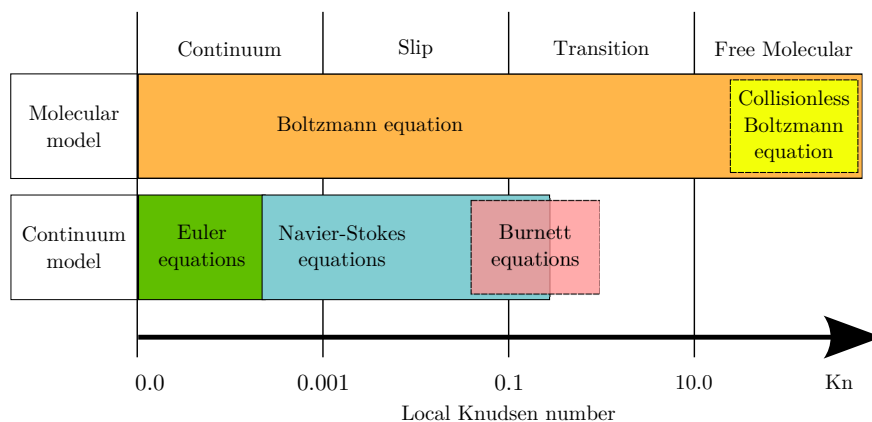 Continuum Slip Transition Free Molecular
Molecular
model
Boltzmann equation
Collisionless
Boltzmann
equation
Continuum
model
Euler
equations
Navier-Stokes
equations
Burnett
equations
0.0 0.001 0.1 10.0 Kn
Local Knudsen number